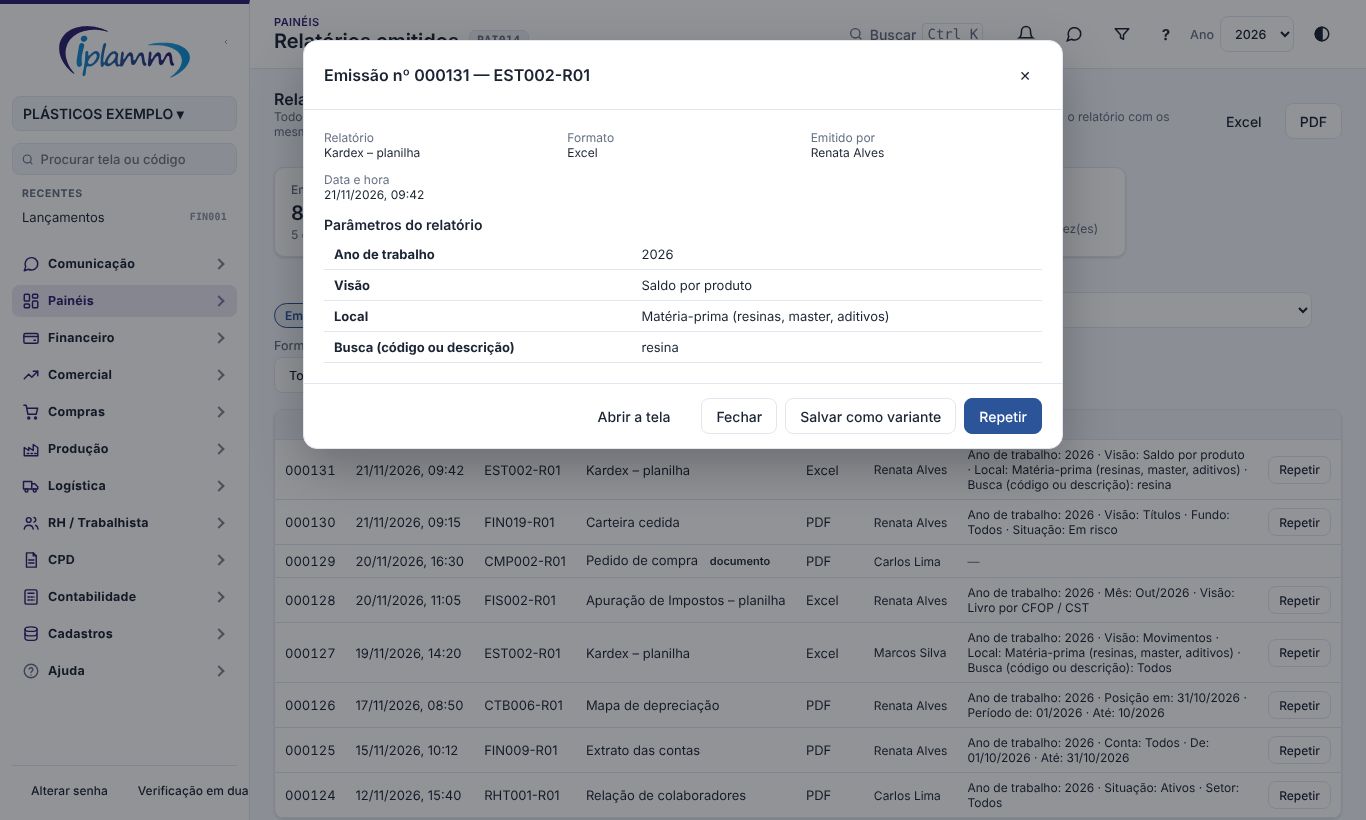 iplamm
PLÁSTICOS EXEMPLO ▾
Procurar tela ou código
RECENTES
Lançamentos FIN001
Comunicação
Painéis
Financeiro
Comercial
Compras
Produção
Logística
RH / Trabalhista
CPD
Contabilidade
Cadastros
Ajuda
Alterar senha Verificação em dua
PAINÉIS
Relatórios emitidos
Buscar Ctrl K
? Ano 2026
Excel PDF
o relatório com os
Emissão nº 000131 — EST002-R01 ×
Relatório Formato Emitido por
Kardex – planilha Excel Renata Alves
Data e hora
21/11/2026, 09:42
Parâmetros do relatório
Ano de trabalho 2026
Visão Saldo por produto
Local Matéria-prima (resinas, master, aditivos)
Busca (código ou descrição) resina
Abrir a tela Fechar Salvar como variante Repetir
ez(es)
000131 21/11/2026, 09:42 EST002-R01 Kardex – planilha Excel Renata Alves Ano de trabalho: 2026 · Visão: Saldo por produto
· Local: Matéria-prima (resinas, master, aditivos) ·
Busca (código ou descrição): resina
Repetir
000130 21/11/2026, 09:15 FIN019-R01 Carteira cedida PDF Renata Alves Ano de trabalho: 2026 · Visão: Títulos · Fundo:
Todos · Situação: Em risco
Repetir
000129 20/11/2026, 16:30 CMP002-R01 Pedido de compra documento PDF Carlos Lima —
000128 20/11/2026, 11:05 FIS002-R01 Apuração de Impostos – planilha Excel Renata Alves Ano de trabalho: 2026 · Mês: Out/2026 · Visão:
Livro por CFOP / CST
Repetir
000127 19/11/2026, 14:20 EST002-R01 Kardex – planilha Excel Marcos Silva Ano de trabalho: 2026 · Visão: Movimentos ·
Local: Matéria-prima (resinas, master, aditivos) ·
Busca (código ou descrição): Todos
Repetir
000126 17/11/2026, 08:50 CTB006-R01 Mapa de depreciação PDF Renata Alves Ano de trabalho: 2026 · Posição em: 31/10/2026 ·
Período de: 01/2026 · Até: 10/2026
Repetir
000125 15/11/2026, 10:12 FIN009-R01 Extrato das contas PDF Renata Alves Ano de trabalho: 2026 · Conta: Todos · De:
01/10/2026 · Até: 31/10/2026
Repetir
000124 12/11/2026, 15:40 RHT001-R01 Relação de colaboradores PDF Carlos Lima Ano de trabalho: 2026 · Situação: Ativos · Setor:
Todos
Repetir